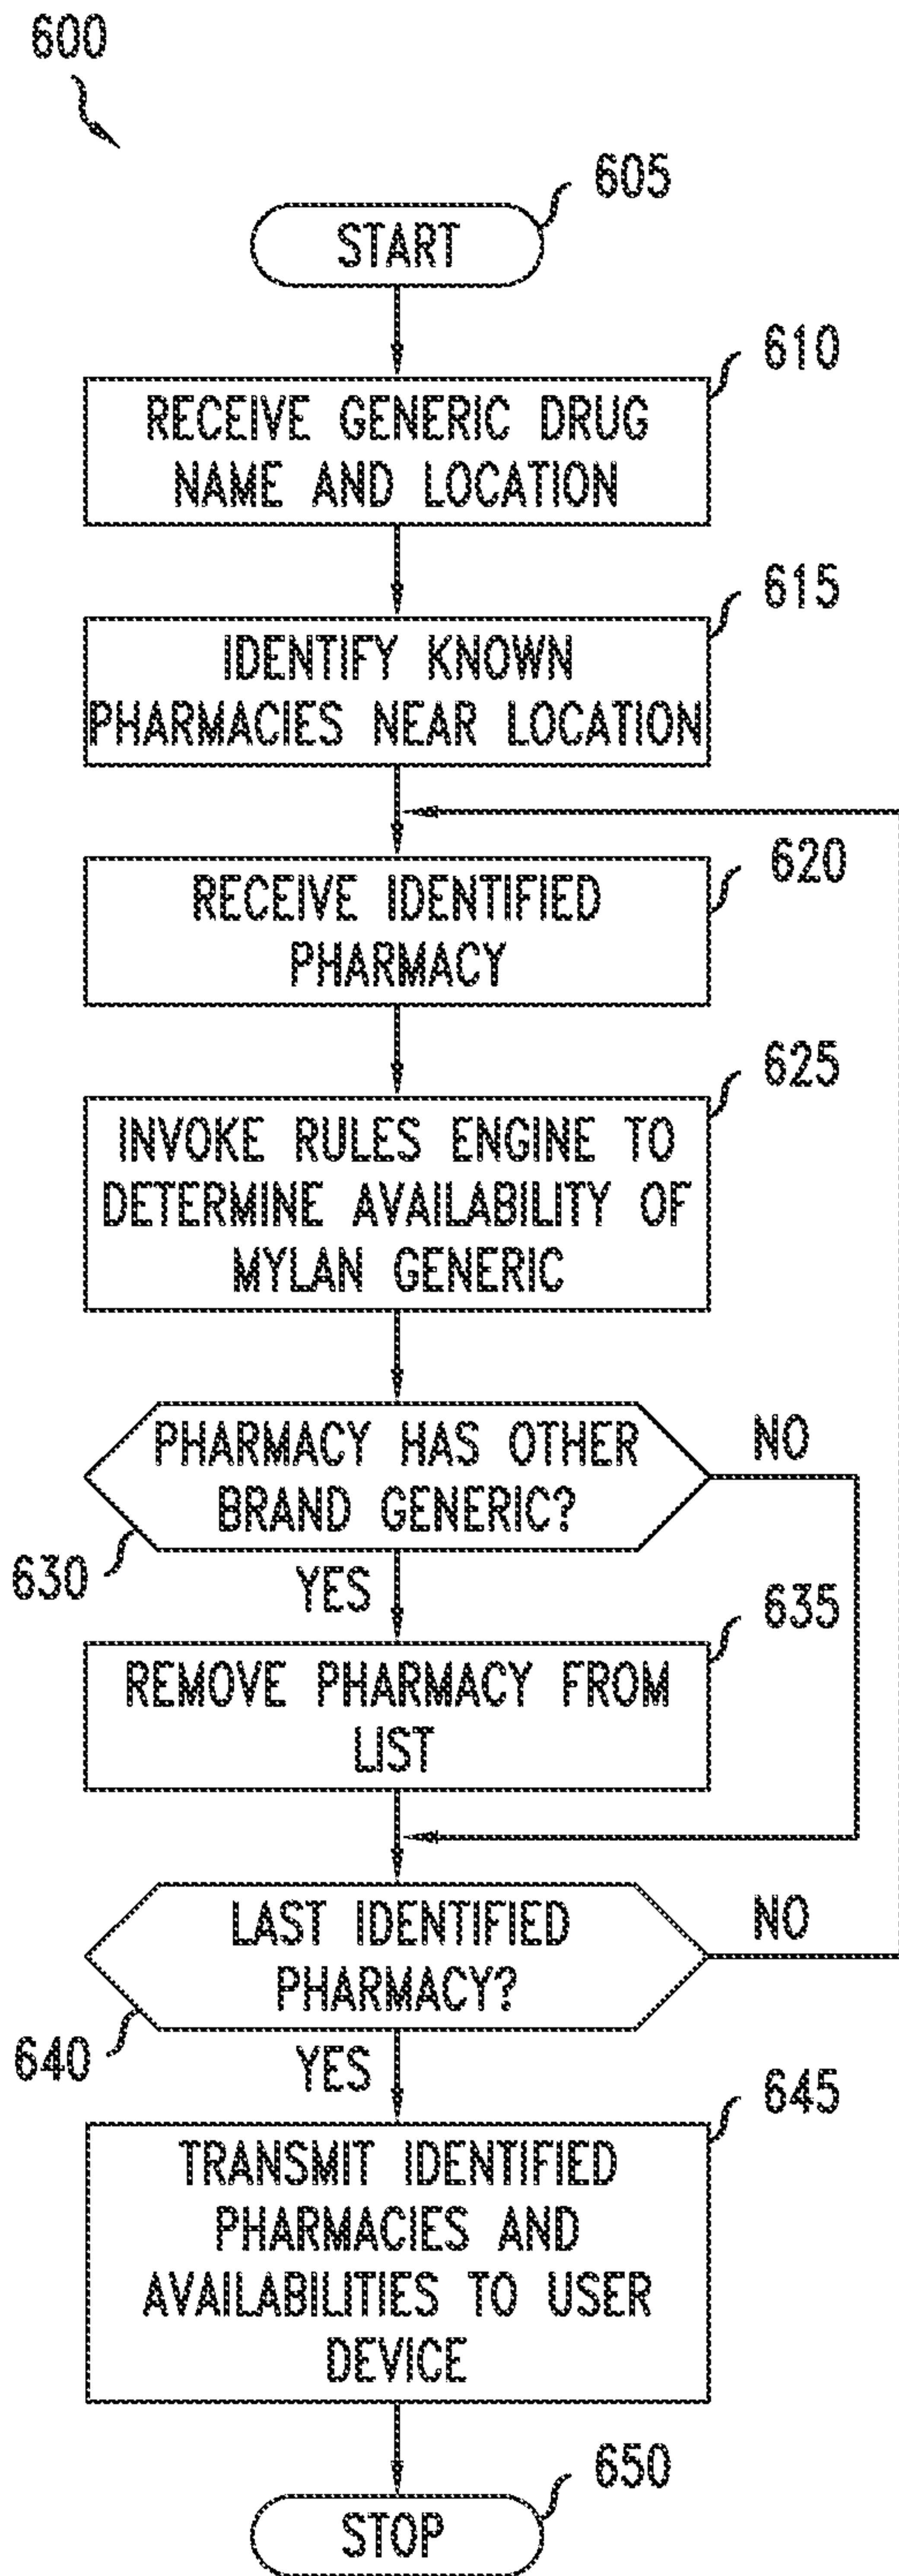 600
605
START
610
RECEIVE GENERIC DRUG
NAME AND LOCATION
615
IDENTIFY KNOWN
PHARMACIES NEAR LOCATION
620
RECEIVE IDENTIFIED
PHARMACY
625
INVOKE RULES ENGINE TO
DETERMINE AVAILABILITY OF
MYLAN GENERIC
PHARMACY HAS OTHER
BRAND GENERIC?
NO
630
YES
635
REMOVE PHARMACY FROM
LIST
LAST IDENTIFIED
PHARMACY?
NO
640
YES
645
TRANSMIT IDENTIFIED
PHARMACIES AND
AVAILABILITIES TO USER
DEVICE
650
STOP